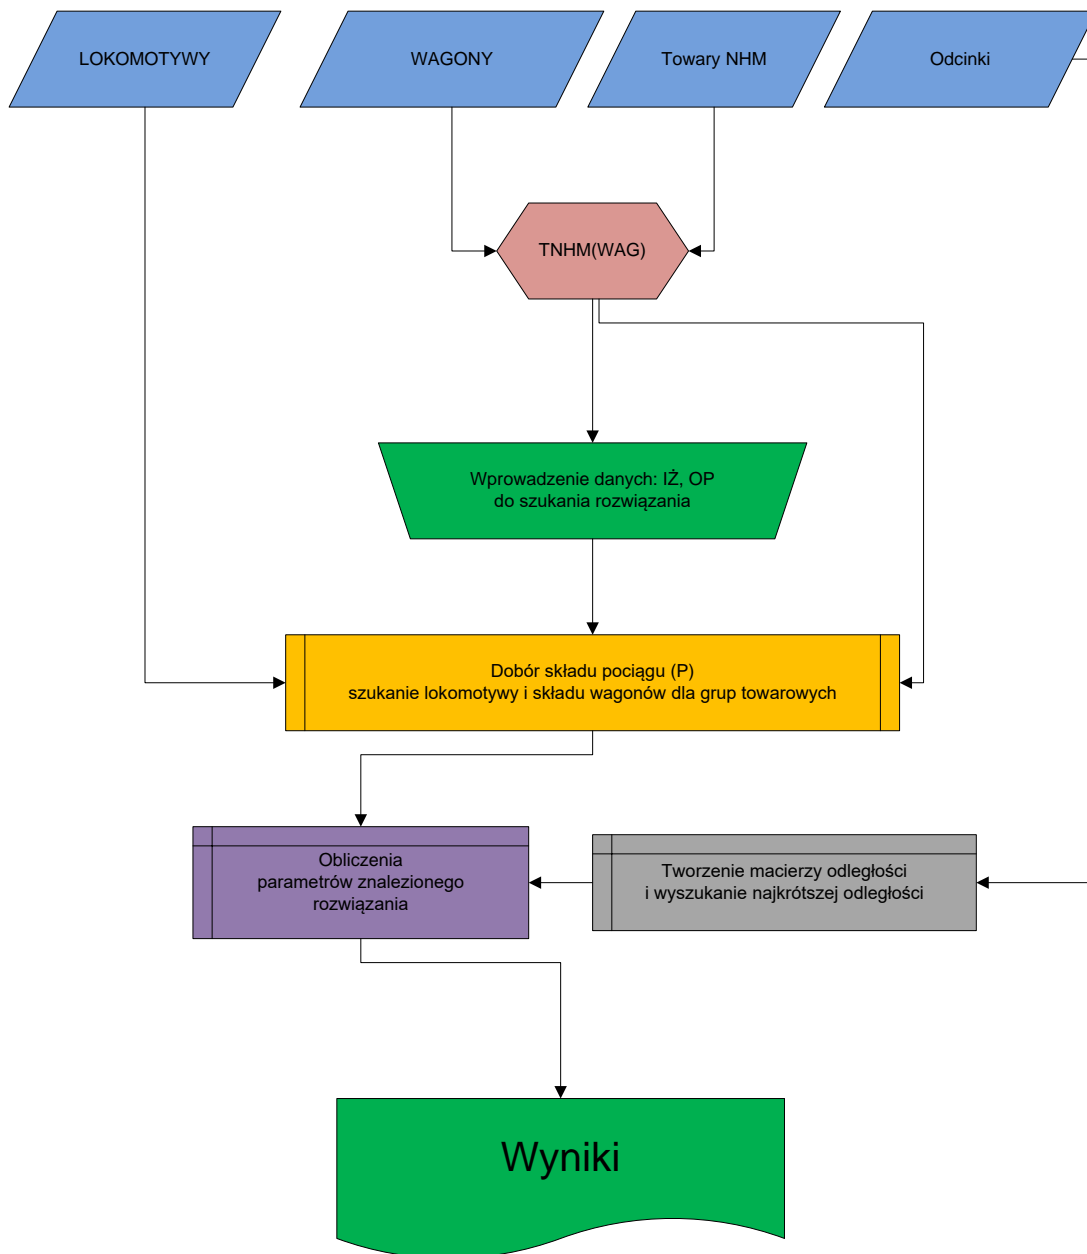 LOKOMOTYWY
WAGONY
Towary NHM
Odcinki
TNHM(WAG)
Wprowadzenie danych: IŻ, OP
do szukania rozwiązania
Dobór składu pociągu (P)
szukanie lokomotywy i składu wagonów dla grup towarowych
Obliczenia
parametrów znalezionego
rozwiązania
Tworzenie macierzy odległości
i wyszukanie najkrótszej odległości
Wyniki